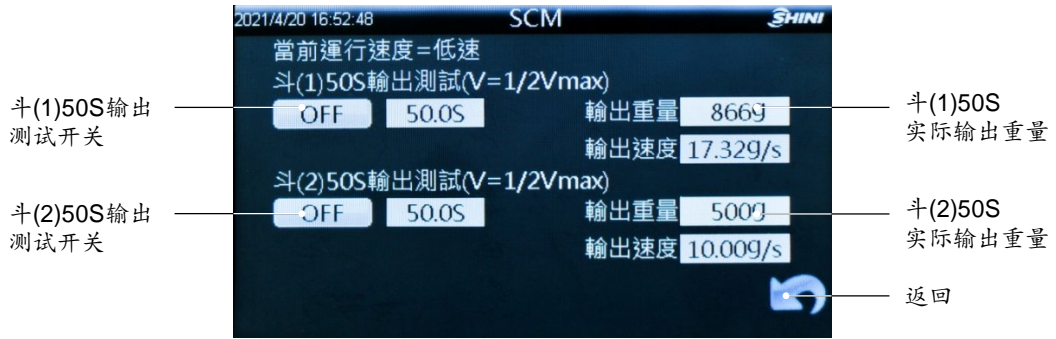 2021/4/20 16:52:48 SCM SHINI
當前運行速度=低速
斗(1)50S輸出測試(V=1/2Vmax)
OFF 50.0S 輸出重量 866g
輸出速度 17.32g/s
斗(2)50S輸出測試(V=1/2Vmax)
OFF 50.0S 輸出重量 500g
輸出速度 10.00g/s
斗(1)50S输出
测试开关
斗(2)50S输出
测试开关
斗(1)50S
实际输出重量
斗(2)50S
实际输出重量
返回